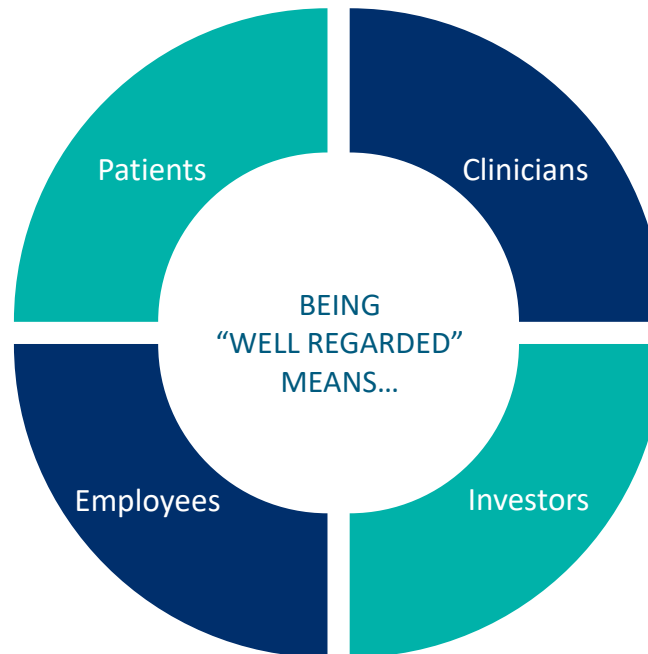 Patients
Clinicians
BEING
“WELL REGARDED”
MEANS…
Employees
Investors